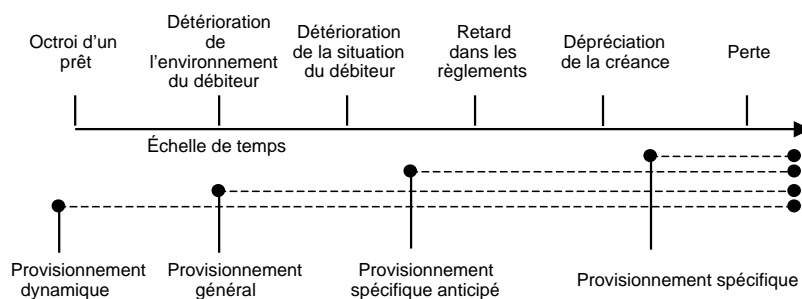 Octroi d’un
prêt
Détérioration
de
l’environnement
du débiteur
Détérioration
de la situation
du débiteur
Retard
dans les
règlements
Dépréciation
de la créance
Perte
Échelle de temps
Provisionnement
dynamique
Provisionnement
général
Provisionnement
spécifique anticipé
Provisionnement spécifique